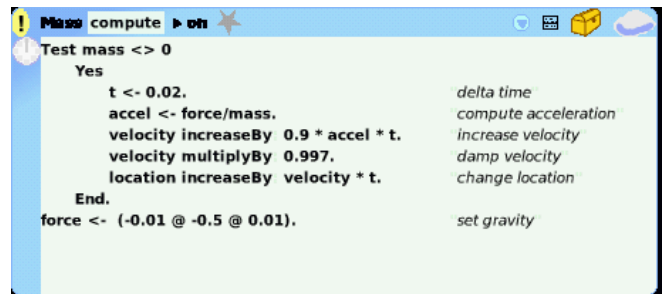 ! Mass compute on
Test mass <> 0
Yes
t <- 0.02. "delta time"
accel <- force/mass. "compute acceleration"
velocity increaseBy: 0.9 * accel * t. "increase velocity"
velocity multiplyBy: 0.997. "damp velocity"
location increaseBy: velocity * t. "change location"
End.
force <- (-0.01 @ -0.5 @ 0.01). "set gravity"